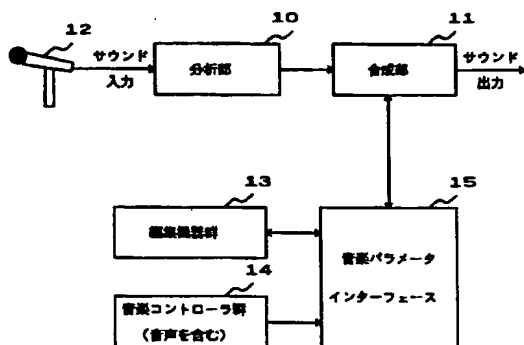 12
サウンド
入力
10
分析部
11
合成部
サウンド
出力
13
編集機器群
14
音楽コントローラ群
(音声を含む)
15
音楽パラメータ
インターフェース